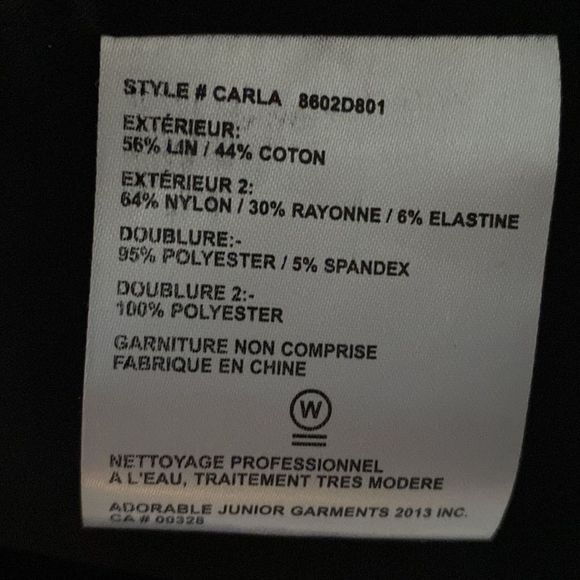 STYLE # CARLA 8602D801
EXTÉRIEUR:
56% LIN / 44% COTON
EXTÉRIEUR 2:
64% NYLON / 30% RAYONNE / 6% ELASTINE
DOUBLURE:-
95% POLYESTER / 5% SPANDEX
DOUBLURE 2:-
100% POLYESTER
GARNITURE NON COMPRISE
FABRIQUE EN CHINE
W
NETTOYAGE PROFESSIONNEL
A L'EAU, TRAITEMENT TRES MODERE
ADORABLE JUNIOR GARMENTS 2013 INC.
CA # 00328